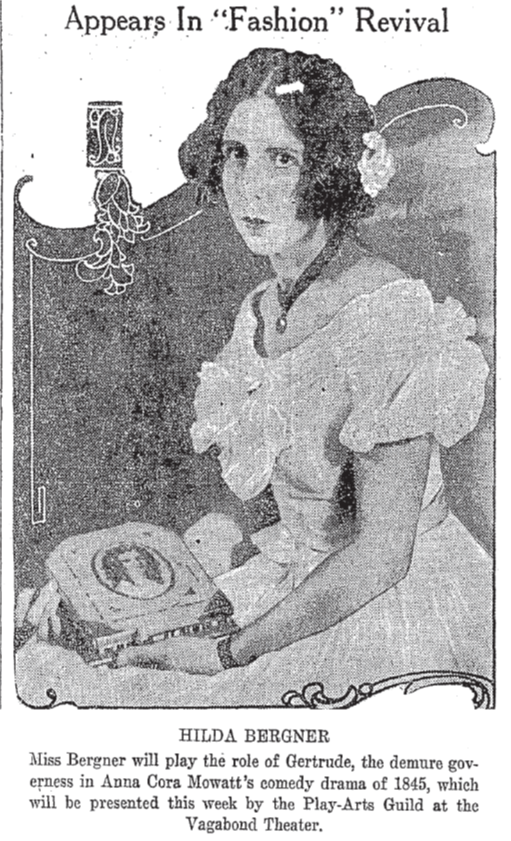 Appears In “Fashion” Revival
HILDA BERGNER
Miss Bergner will play the role of Gertrude, the demure gov-
erness in Anna Cora Mowatt's comedy drama of 1845, which
will be presented this week by the Play-Arts Guild at the
Vagabond Theater.